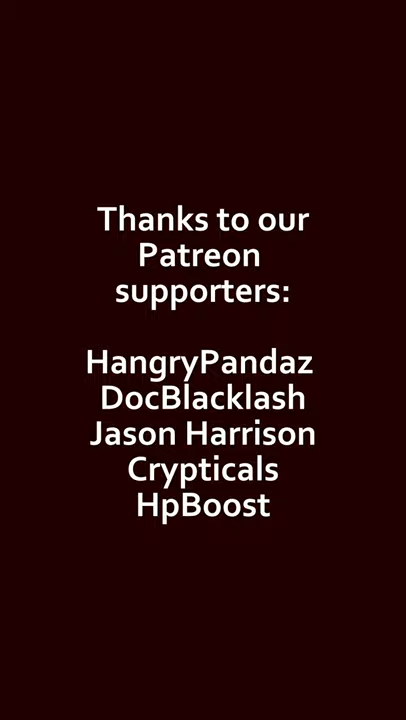 Thanks to our
Patreon
supporters:
HangryPandaz
DocBlacklash
Jason Harrison
Crypticals
HpBoost